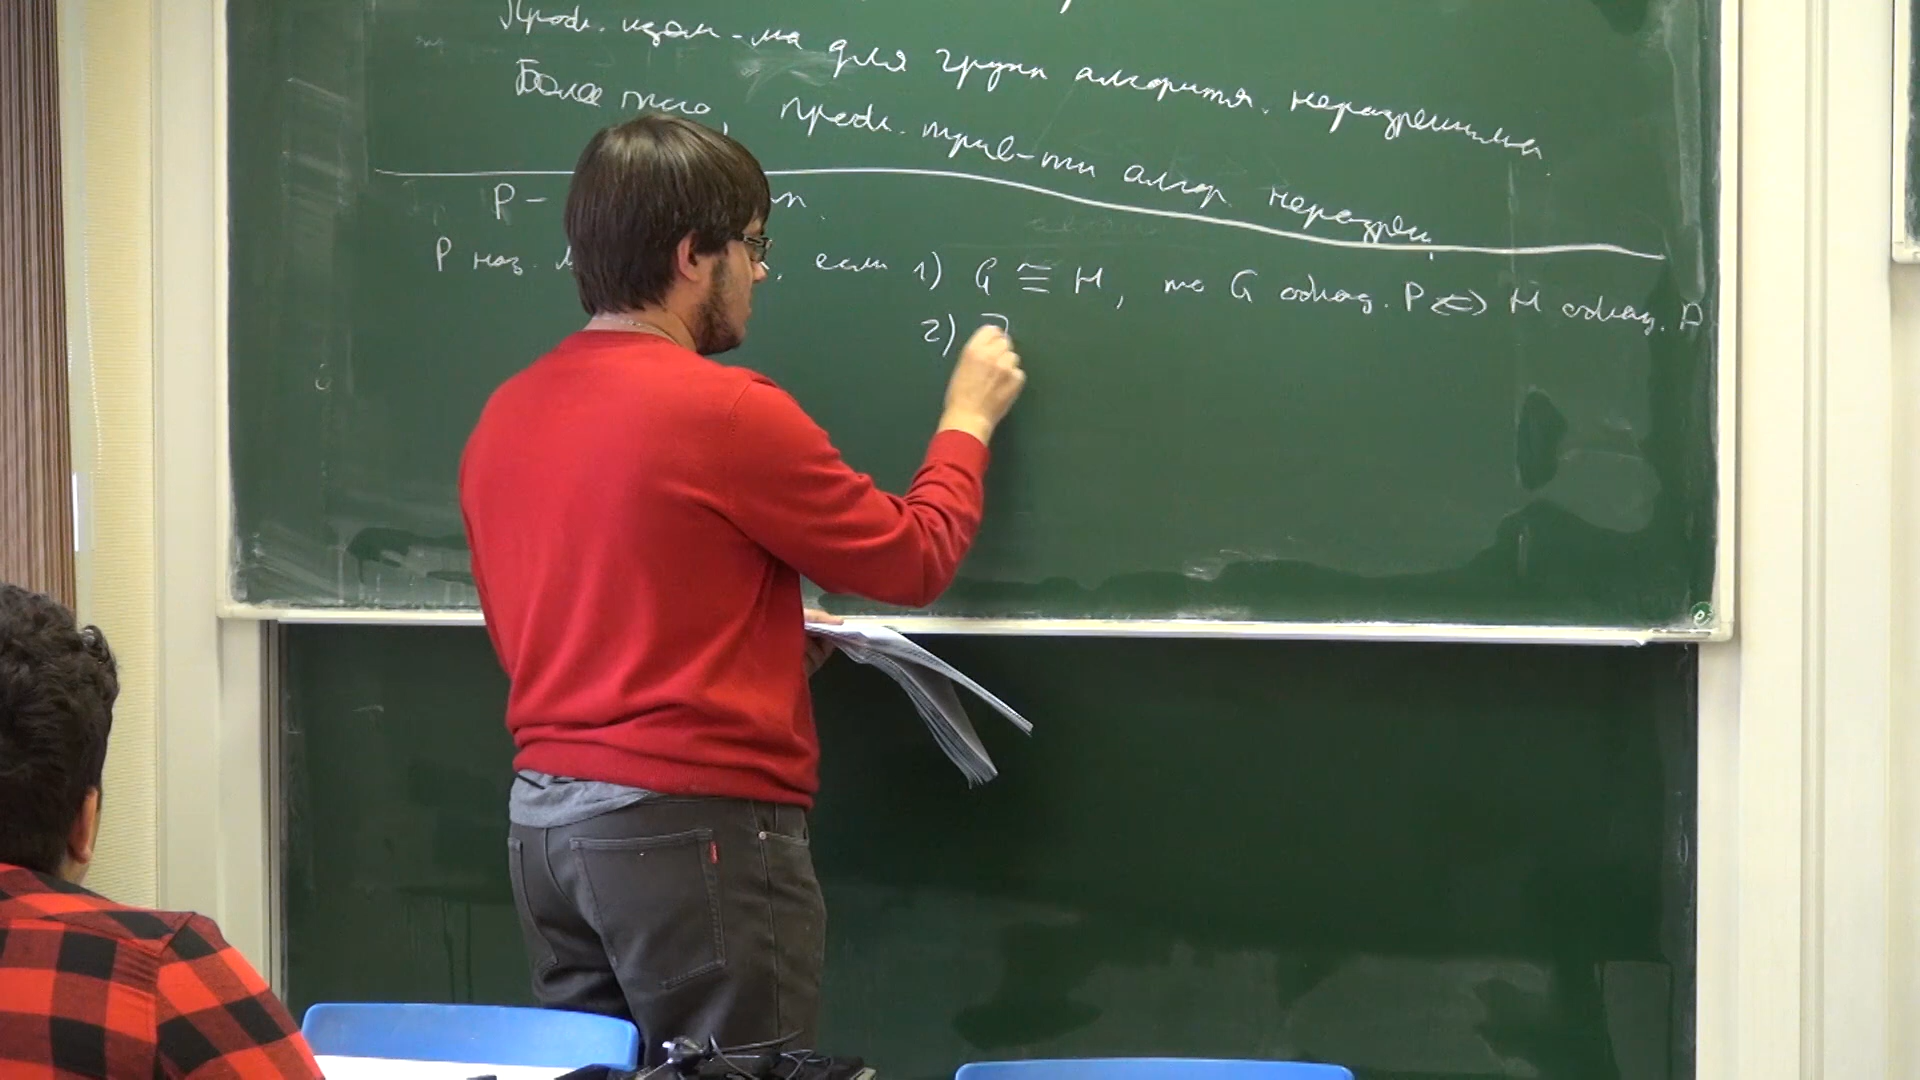 Пробл. изом-ма для групп алгоритм. неразрешима.
Более того, пробл. трив-ти алгор. неразреш.
P - п.
P наз. , если 1) G ≅ H, то G облад. P <=> H облад. P
2) ∃